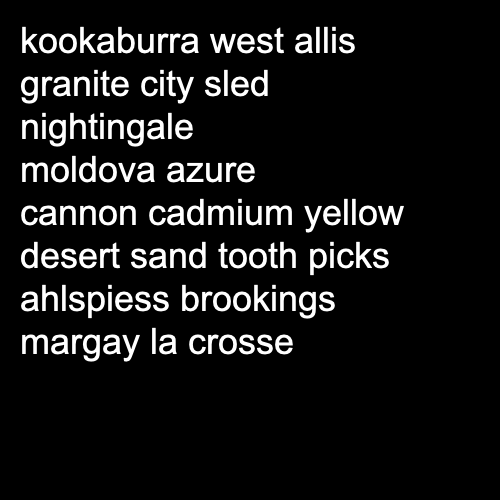 kookaburra west allis
granite city sled
nightingale
moldova azure
cannon cadmium yellow
desert sand tooth picks
ahlspiess brookings
margay la crosse